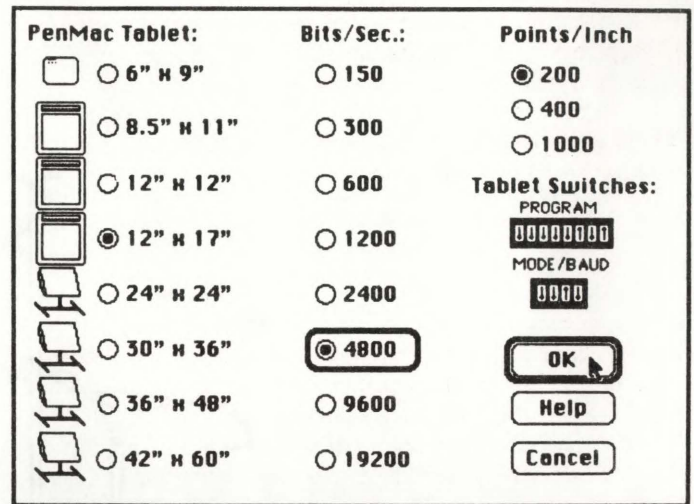 PenMac Tablet:
6" x 9"
8.5" x 11"
12" x 12"
12" x 17"
24" x 24"
30" x 36"
36" x 48"
42" x 60"
Bits/Sec.:
150
300
600
1200
2400
4800
9600
19200
Points/Inch
200
400
1000
Tablet Switches:
PROGRAM
MODE/BAUD
OK
Help
Cancel